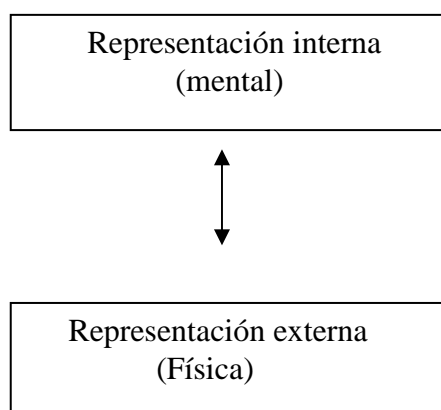 Representación interna
(mental)
Representación externa
(Física)